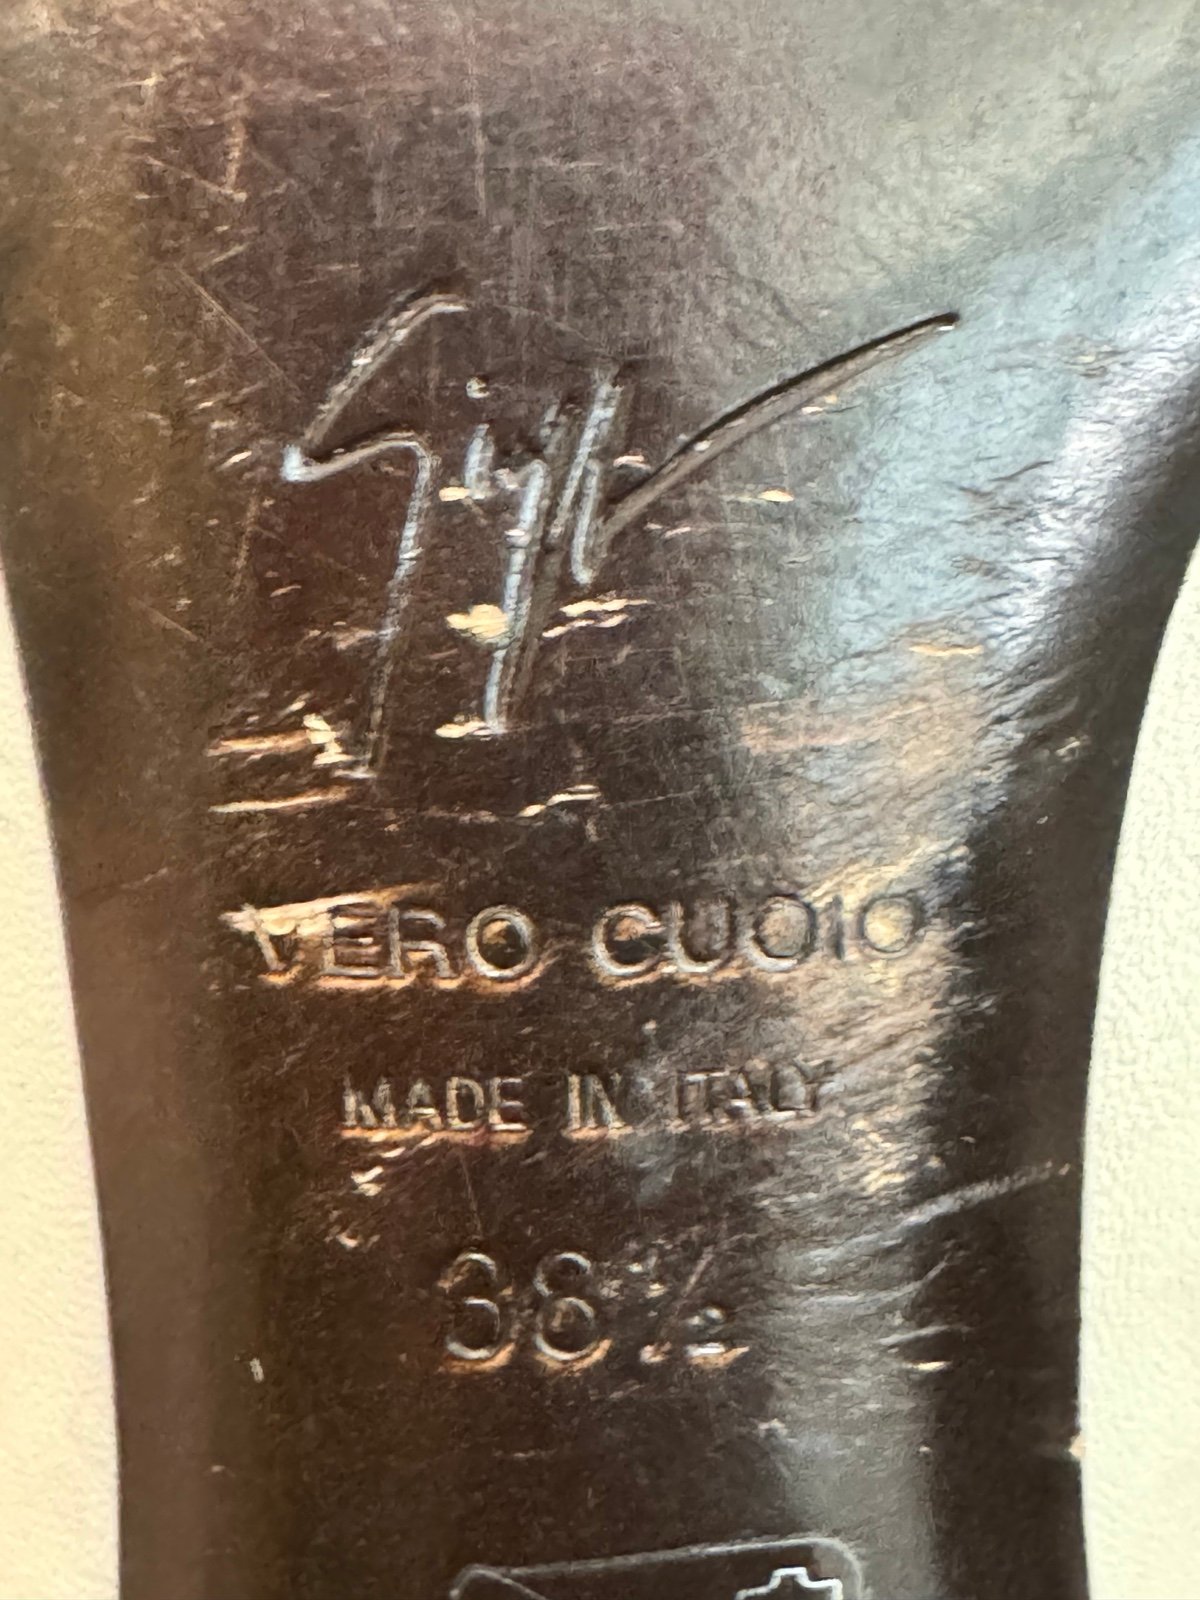 VERO CUOIO
MADE IN ITALY
38½